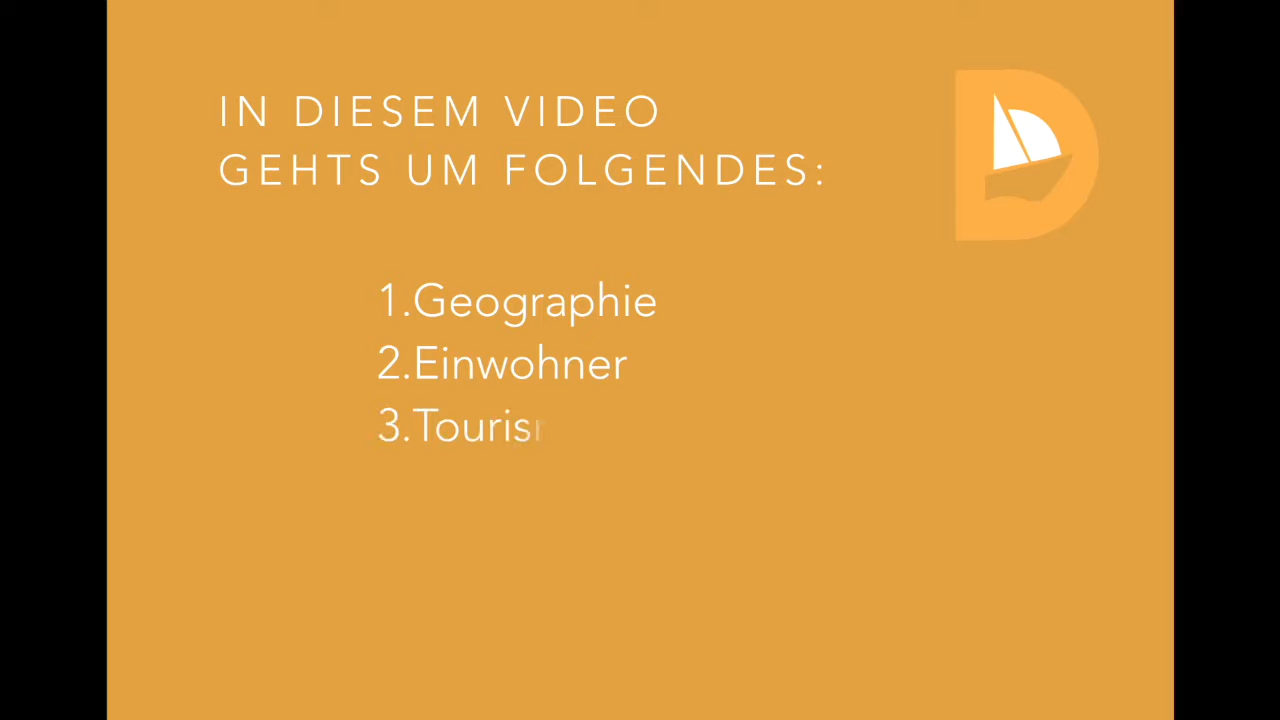 IN DIESEM VIDEO
GEHTS UM FOLGENDES:
1.Geographie
2.Einwohner
3.Touris